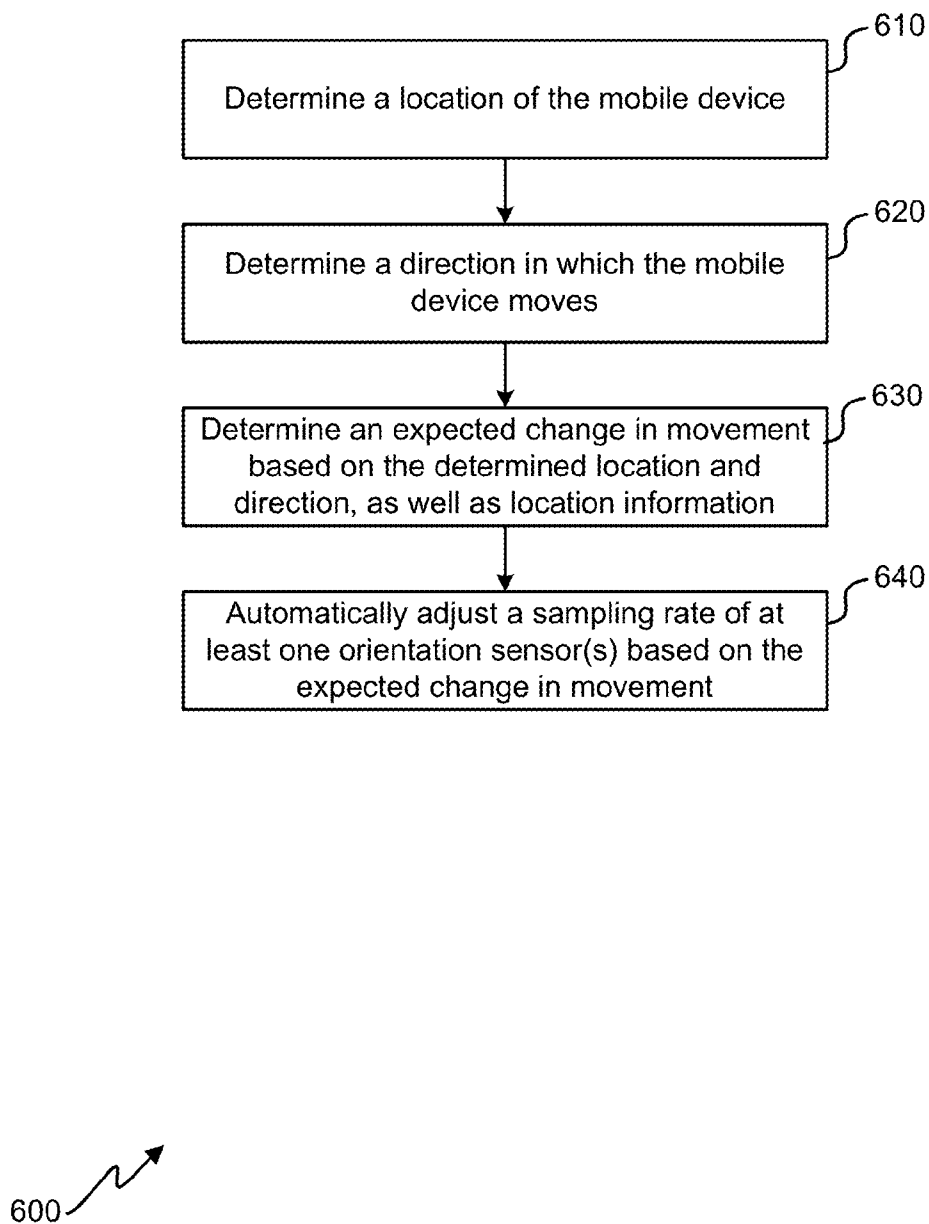 610
Determine a location of the mobile device
620
Determine a direction in which the mobile
device moves
630
Determine an expected change in movement
based on the determined location and
direction, as well as location information
640
Automatically adjust a sampling rate of at
least one orientation sensor(s) based on the
expected change in movement
600